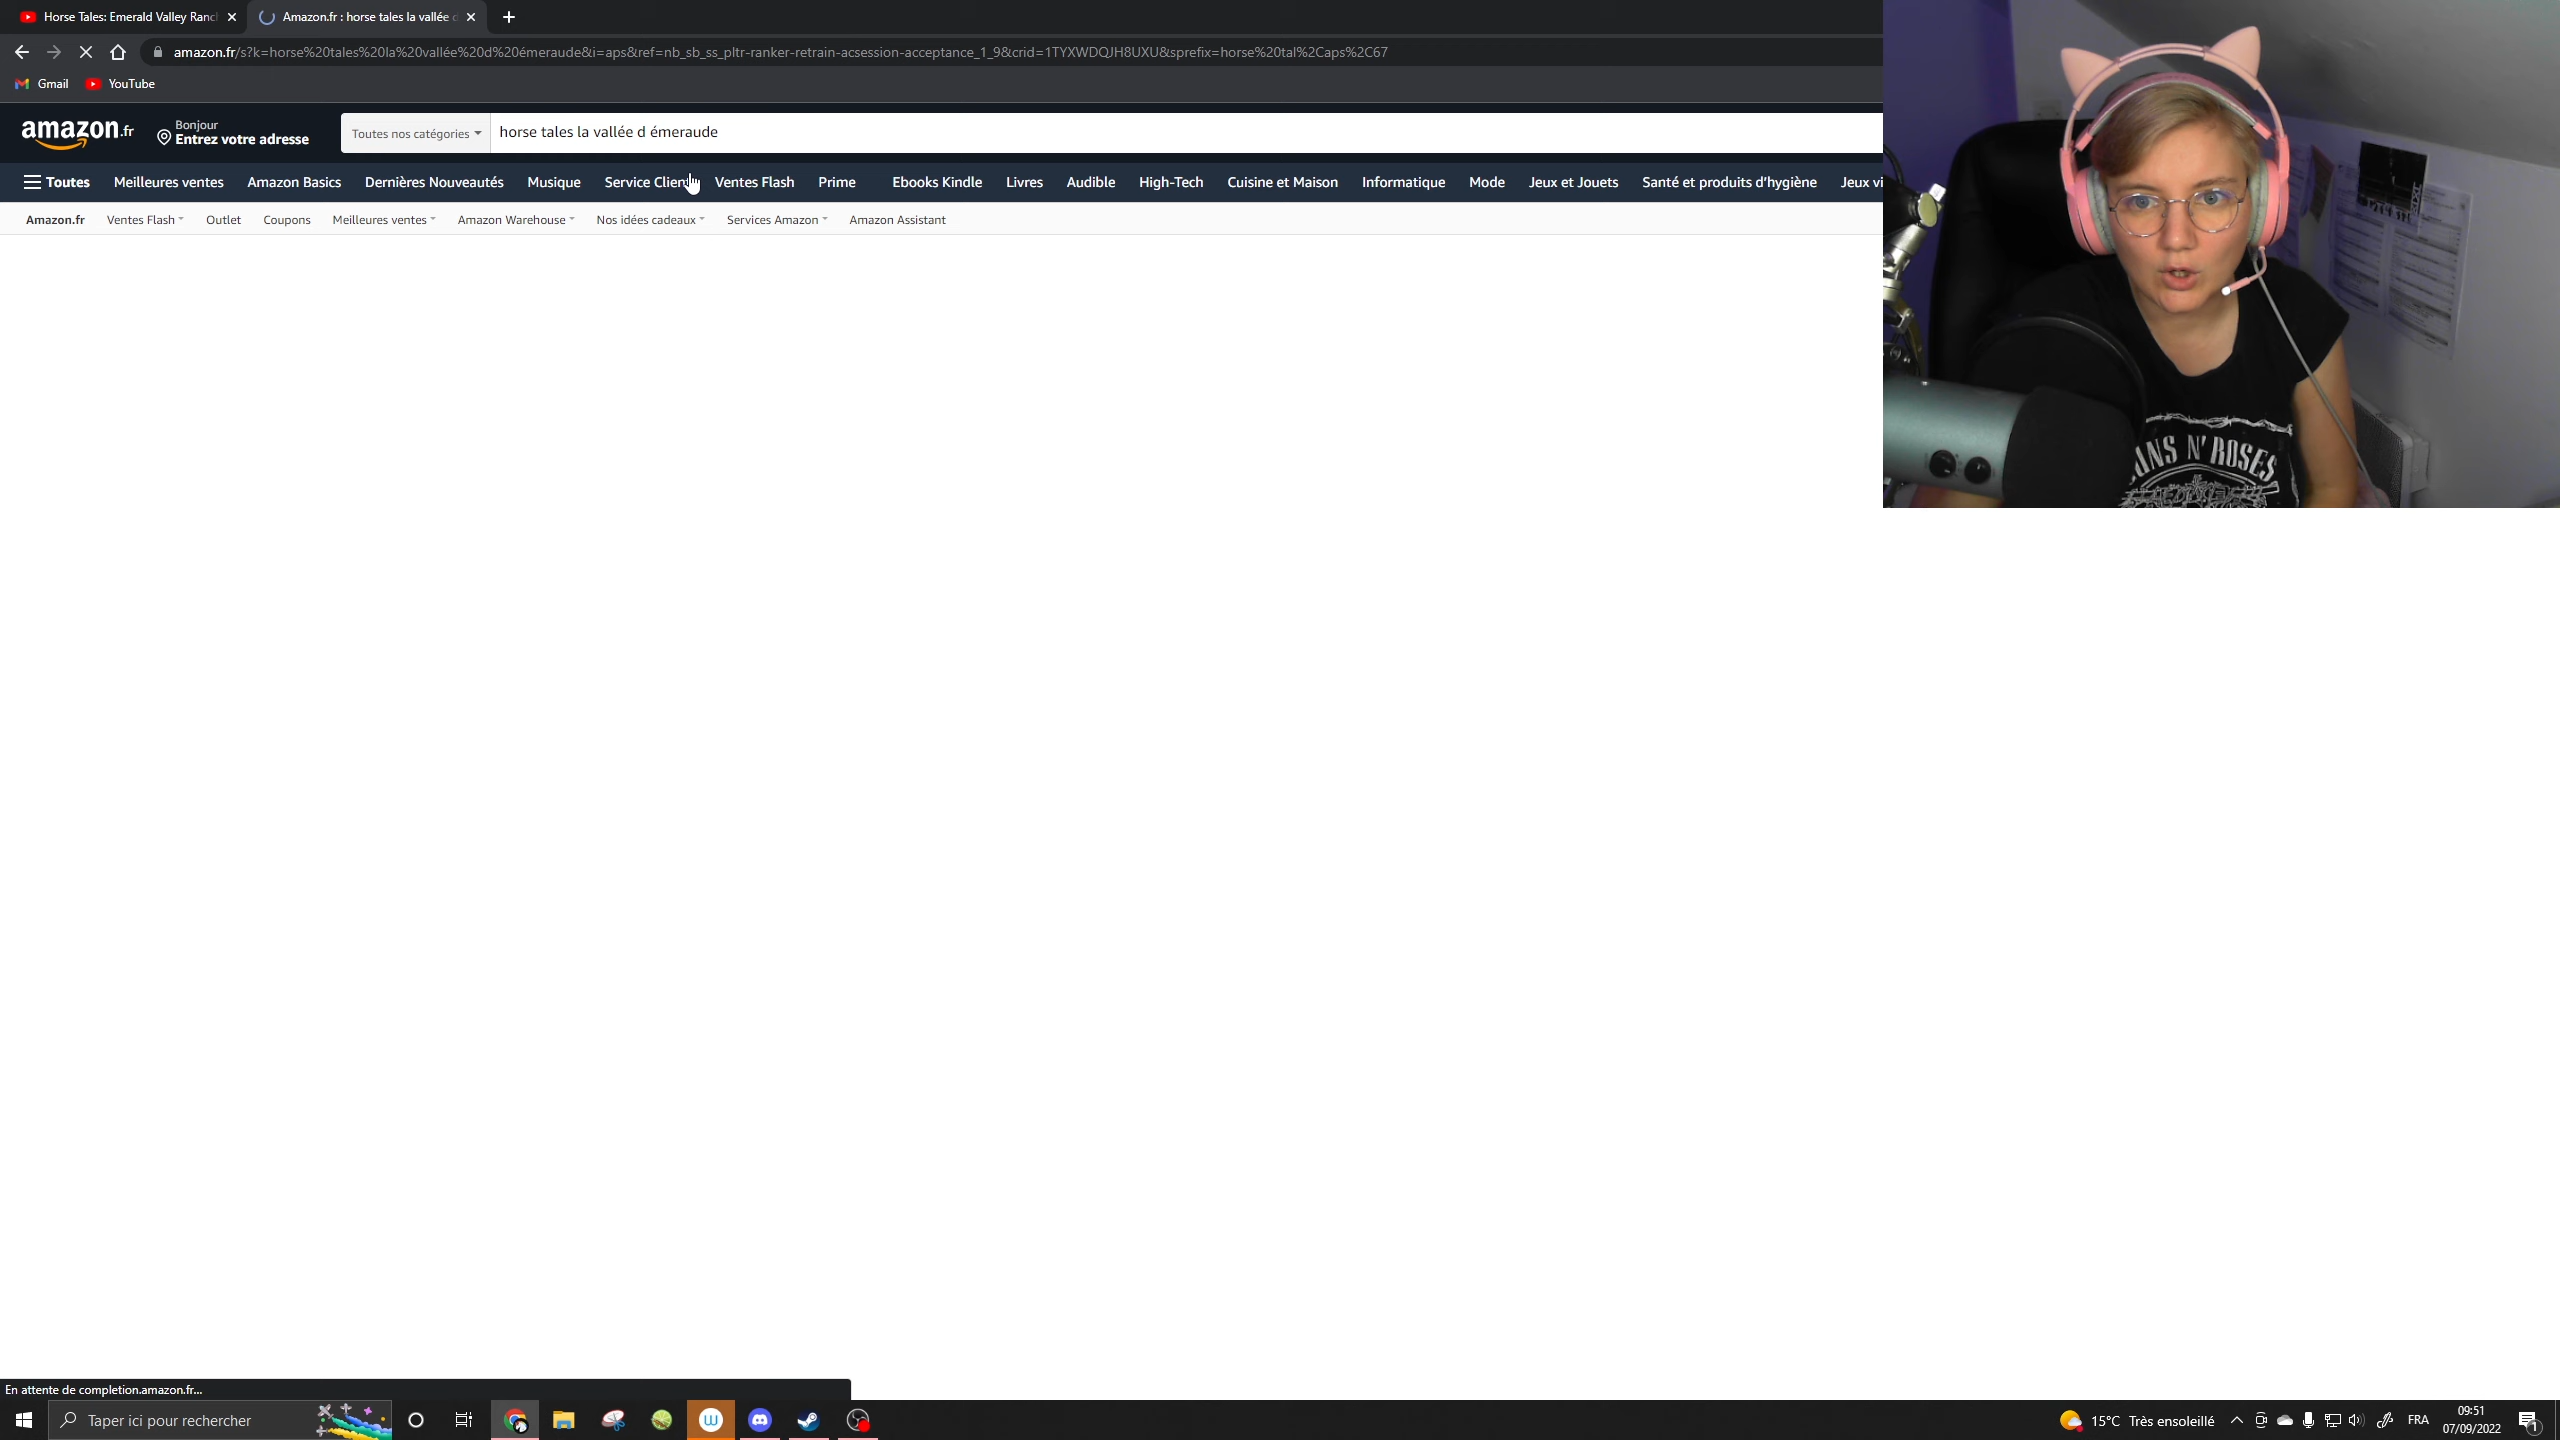 Horse Tales: Emerald Valley Ranc
Amazon.fr : horse tales la vallée d
amazon.fr/s?k=horse%20tales%20la%20vallée%20d%20émeraude&i=aps&ref=nb_sb_ss_pltr-ranker-retrain-acsession-acceptance_1_9&crid=1TYXWDQJH8UXU&sprefix=horse%20tal%2Caps%2C67
Gmail
YouTube
amazon.fr
Bonjour
Entrez votre adresse
Toutes nos catégories
horse tales la vallée d émeraude
Toutes Meilleures ventes Amazon Basics Dernières Nouveautés Musique Service Client Ventes Flash Prime Ebooks Kindle Livres Audible High-Tech Cuisine et Maison Informatique Mode Jeux et Jouets Santé et produits d'hygiène Jeux vi
Amazon.fr Ventes Flash Outlet Coupons Meilleures ventes Amazon Warehouse Nos idées cadeaux Services Amazon Amazon Assistant
UNS N' ROSES
En attente de completion.amazon.fr...
Taper ici pour rechercher
15°C Très ensoleillé
FRA
09:51
07/09/2022
1